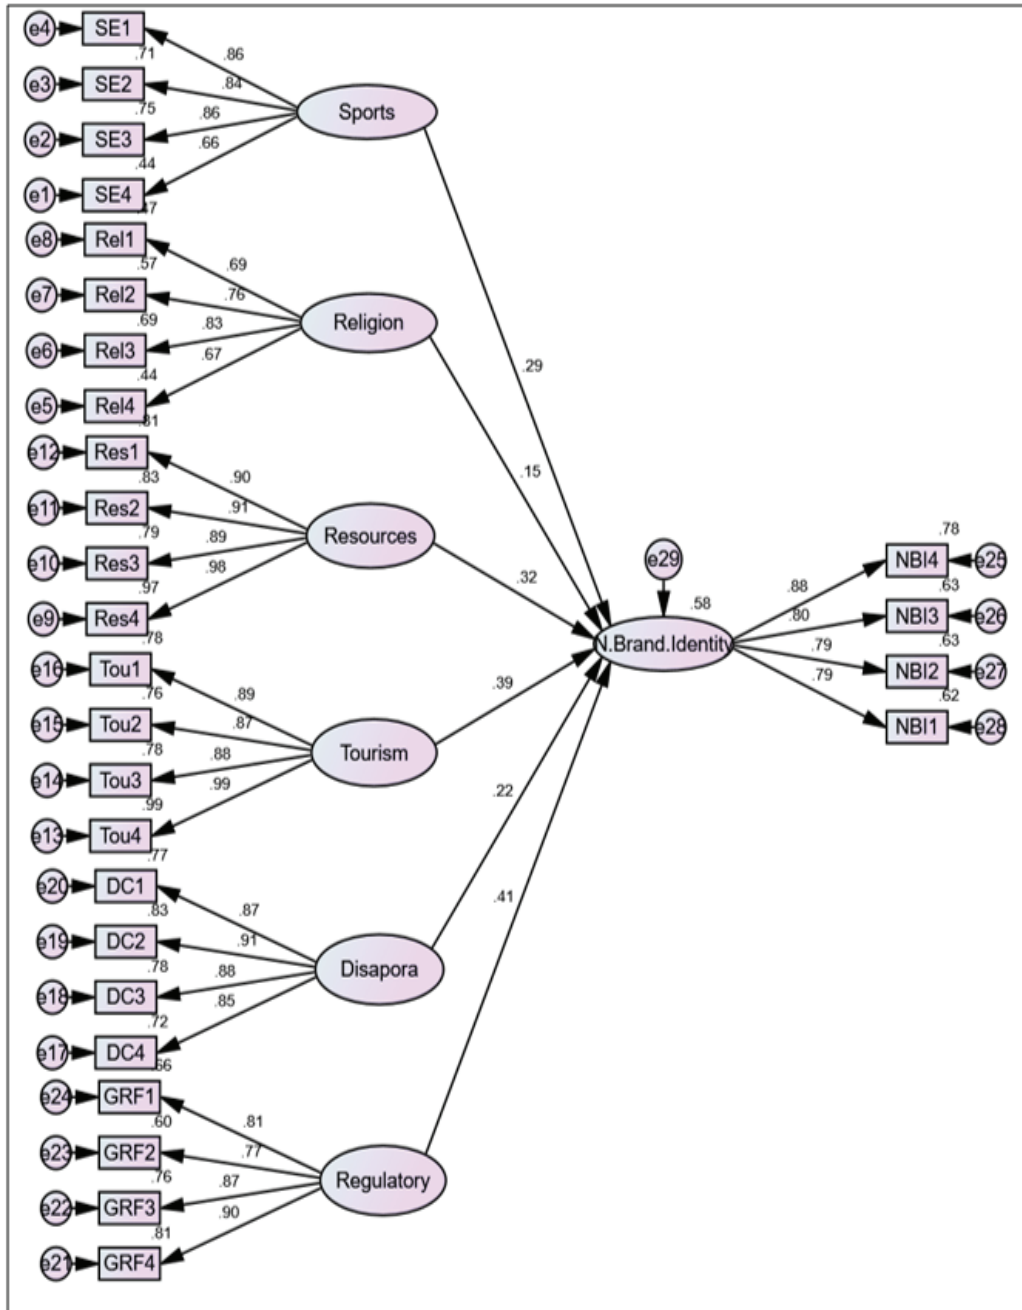 e4
SE1
.71
.86
e3
SE2
.84
.75
e2
SE3
.86
.44
.66
e1
SE4
.47
Sports
e8
Rel1
.57
.69
e7
Rel2
.76
.69
e6
Rel3
.83
.44
.67
e5
Rel4
.81
Religion
e12
Res1
.83
.90
e11
Res2
.91
.79
e10
Res3
.89
.97
.98
e9
Res4
.78
Resources
e16
Tou1
.76
.89
e15
Tou2
.87
.78
e14
Tou3
.88
.99
.99
e13
Tou4
.77
Tourism
e20
DC1
.83
.87
e19
DC2
.91
.78
e18
DC3
.88
.72
.85
e17
DC4
.66
Disapora
e24
GRF1
.60
.81
e23
GRF2
.77
.76
e22
GRF3
.87
.81
.90
e21
GRF4
Regulatory
.29
.15
.32
.39
.22
.41
e29
.58
N.Brand.Identity
.88
.80
.79
.79
.78
NBI4
e25
.63
NBI3
e26
.63
NBI2
e27
.62
NBI1
e28